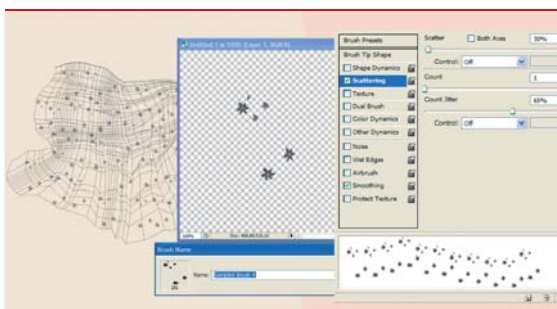 Untitled-1 @ 100% (Layer 1, RGB/8)
100%
Brush Name
Name: Sampled Brush 4
Brush Presets
Brush Tip Shape
Shape Dynamics
Scattering
Texture
Dual Brush
Color Dynamics
Other Dynamics
Noise
Wet Edges
Airbrush
Smoothing
Protect Texture
Scatter Both Axes 30%
Control: Off
Count 1
Count Jitter 65%
Control: Off